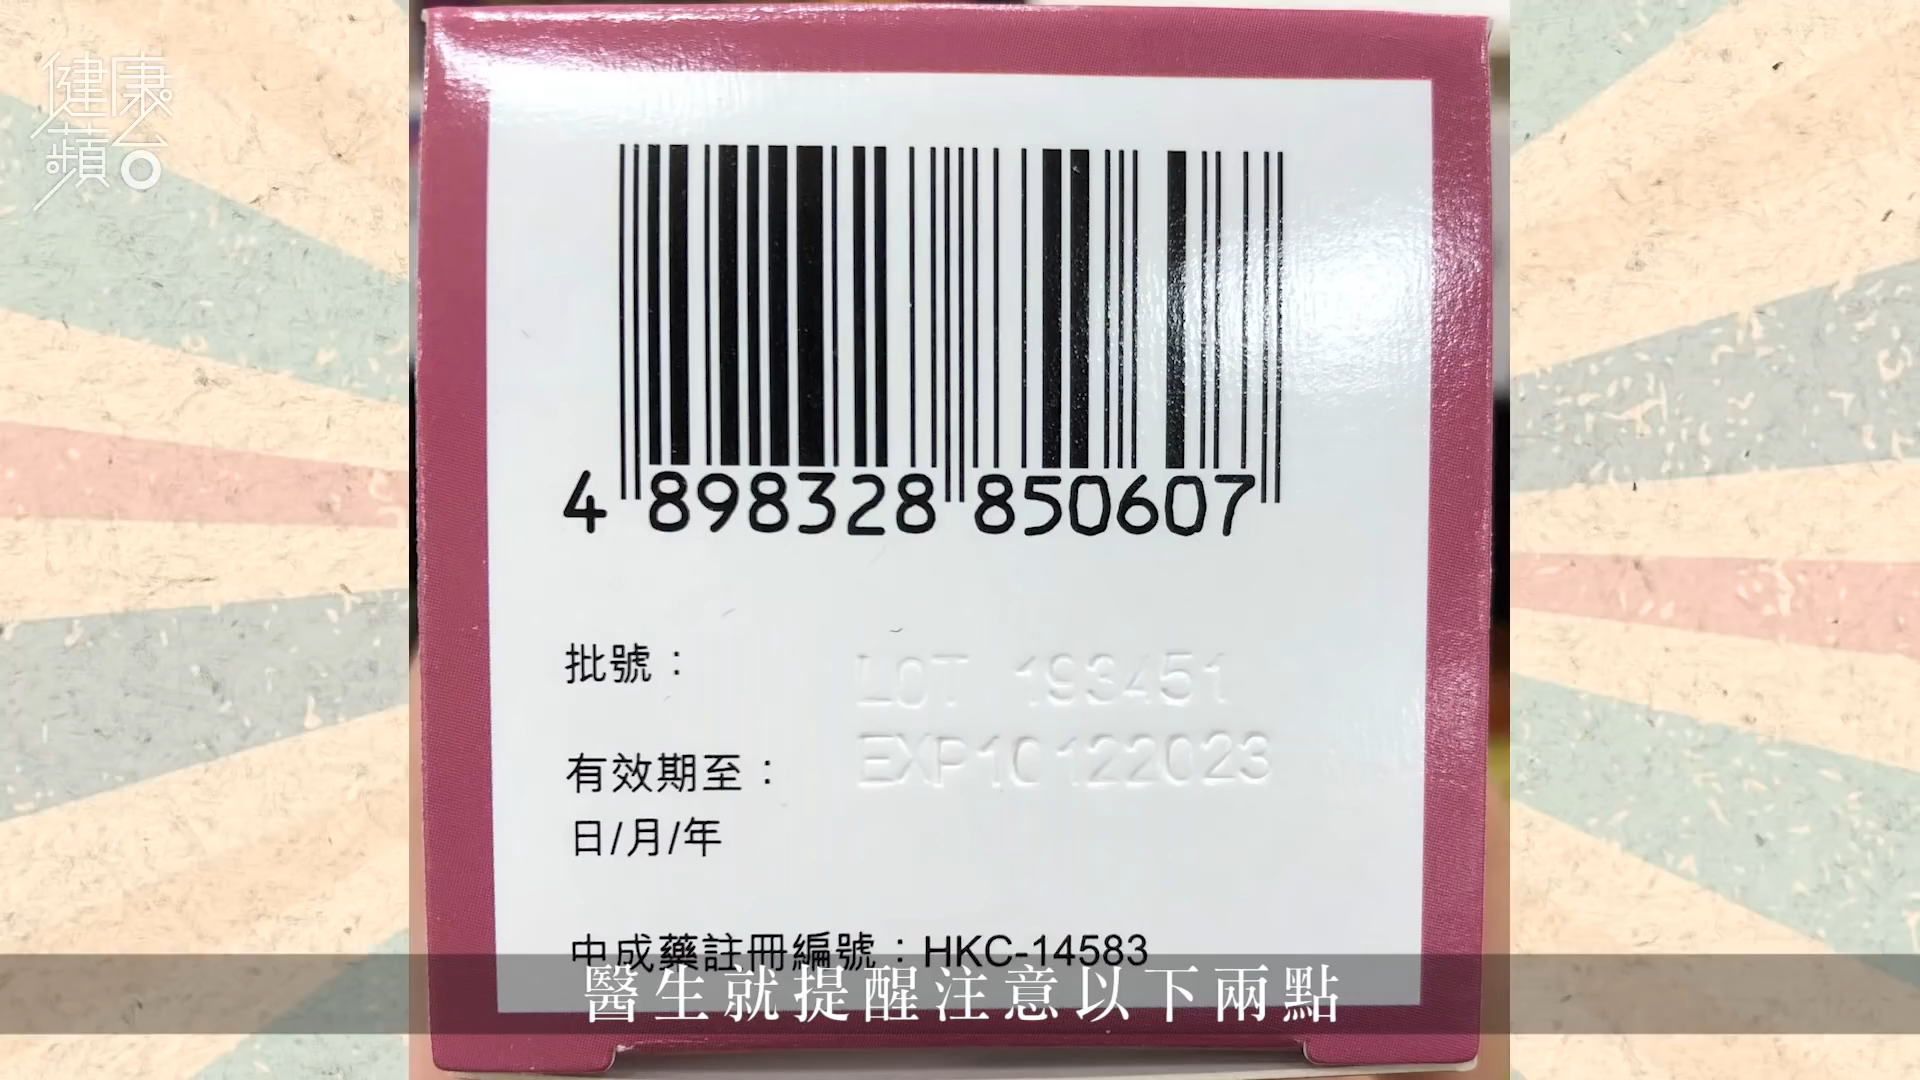 健康
蘋台
4 898328 850607
批號： LOT 193451
有效期至： EXP10122023
日/月/年
中成藥註冊編號：HKC-14583
醫生就提醒注意以下兩點